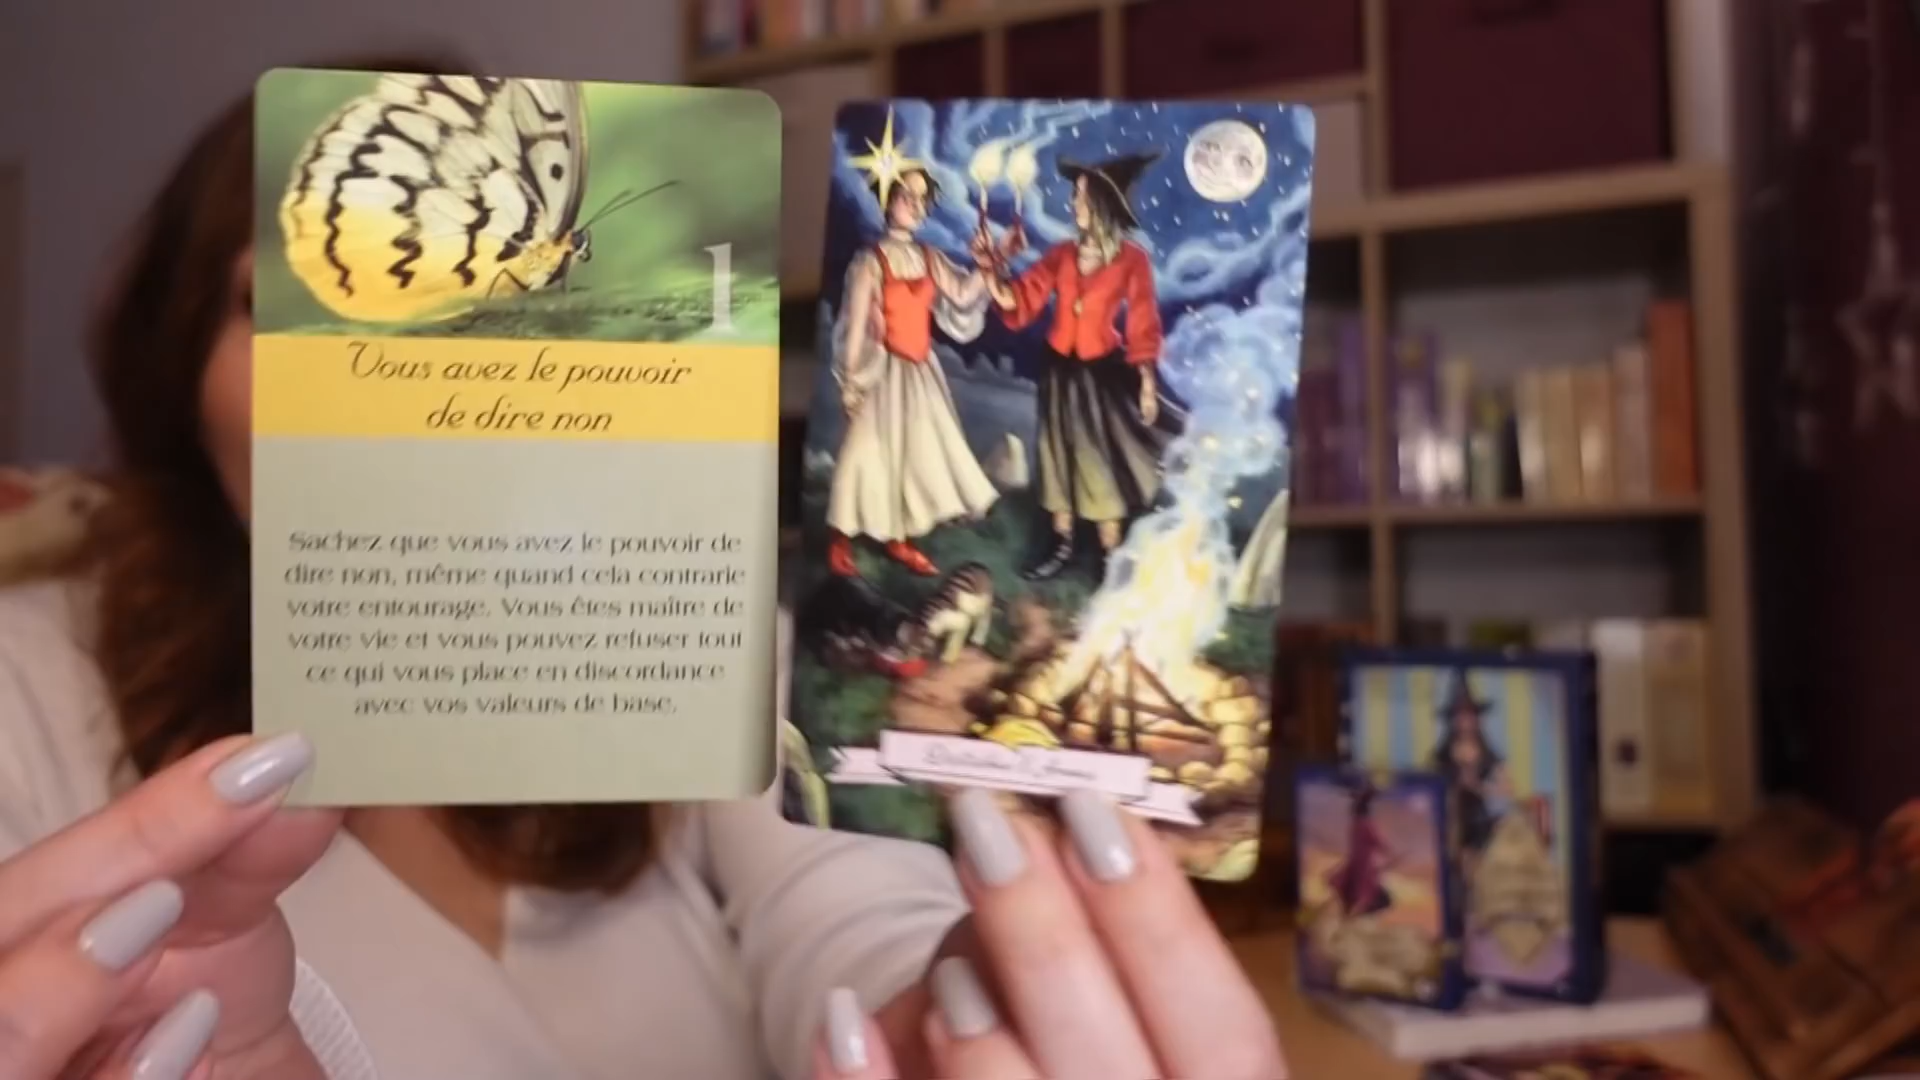 1
Vous avez le pouvoir
de dire non
Sachez que vous avez le pouvoir de
dire non, même quand cela contrarie
votre entourage. Vous êtes maître de
votre vie et vous pouvez refuser tout
ce qui vous place en discordance
avec vos valeurs de base.